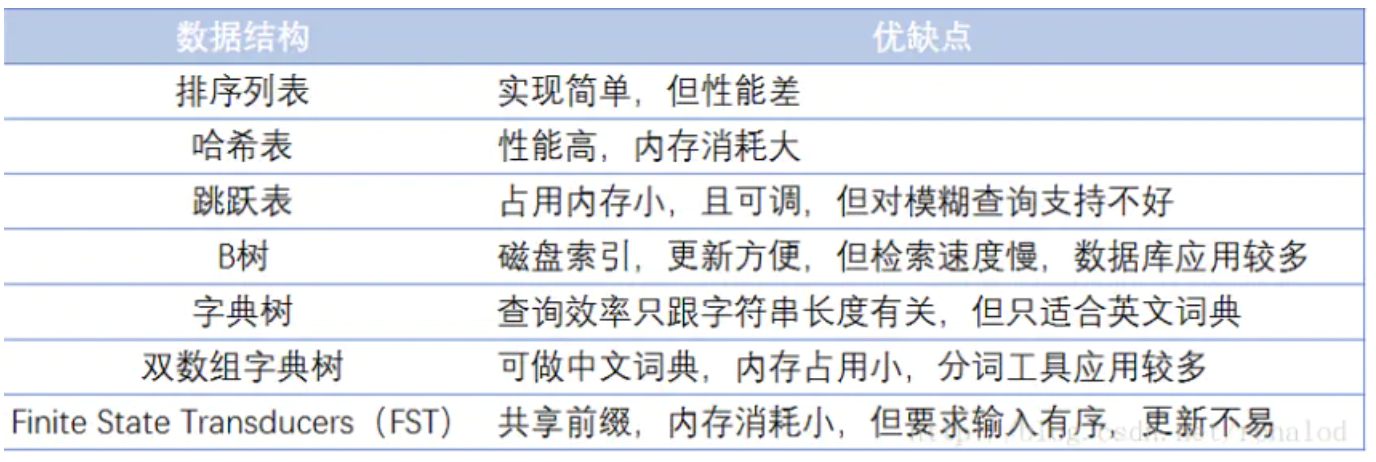 数据结构 优缺点
排序列表 实现简单，但性能差
哈希表 性能高，内存消耗大
跳跃表 占用内存小，且可调，但对模糊查询支持不好
B树 磁盘索引，更新方便，但检索速度慢，数据库应用较多
字典树 查询效率只跟字符串长度有关，但只适合英文词典
双数组字典树 可做中文词典，内存占用小，分词工具应用较多
Finite State Transducers（FST） 共享前缀，内存消耗小，但要求输入有序，更新不易